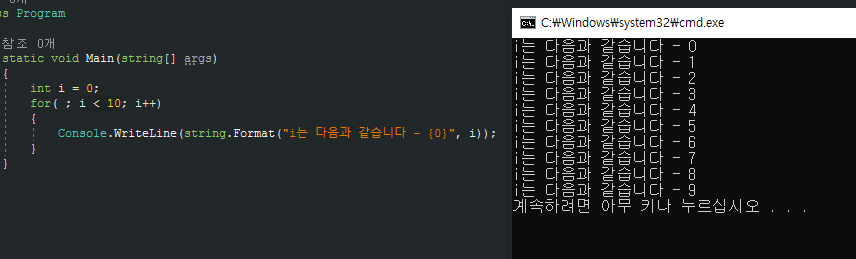 ss Program
참조 0개
static void Main(string[] args)
{
int i = 0;
for( ; i < 10; i++)
{
Console.WriteLine(string.Format("i는 다음과 같습니다 - {0}", i));
}
}
C:\Windows\system32\cmd.exe
i는 다음과 같습니다 - 0
i는 다음과 같습니다 - 1
i는 다음과 같습니다 - 2
i는 다음과 같습니다 - 3
i는 다음과 같습니다 - 4
i는 다음과 같습니다 - 5
i는 다음과 같습니다 - 6
i는 다음과 같습니다 - 7
i는 다음과 같습니다 - 8
i는 다음과 같습니다 - 9
계속하려면 아무 키나 누르십시오 . . .